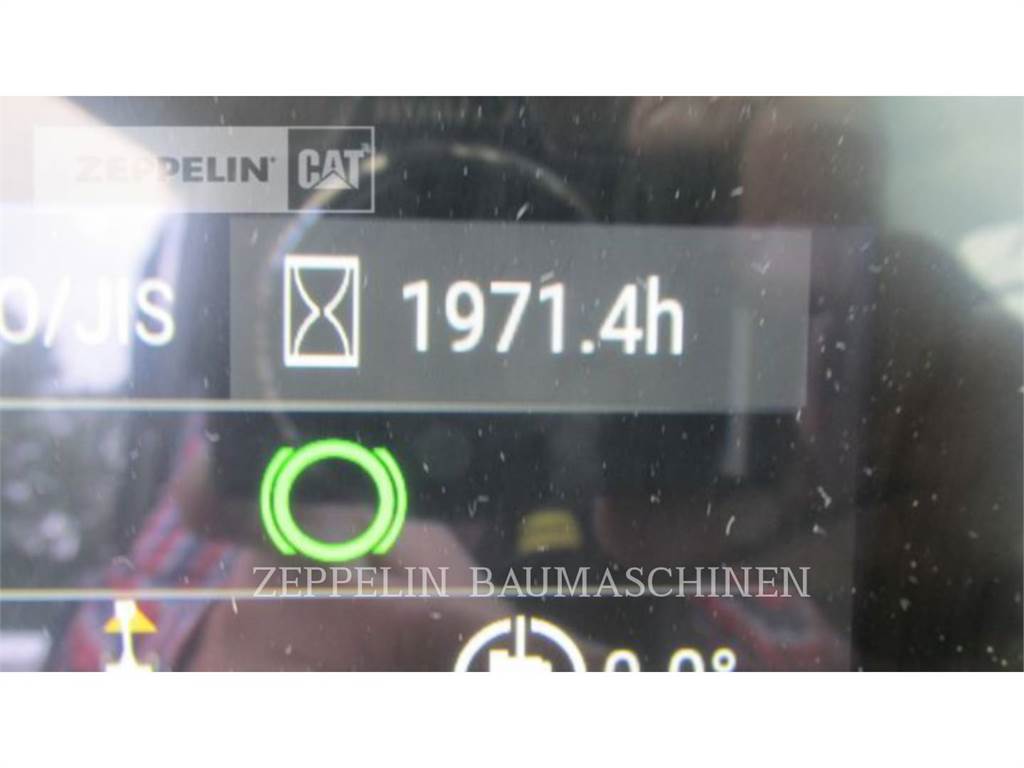 ZEPPELIN CAT
O/JIS 1971.4h
ZEPPELIN BAUMASCHINEN